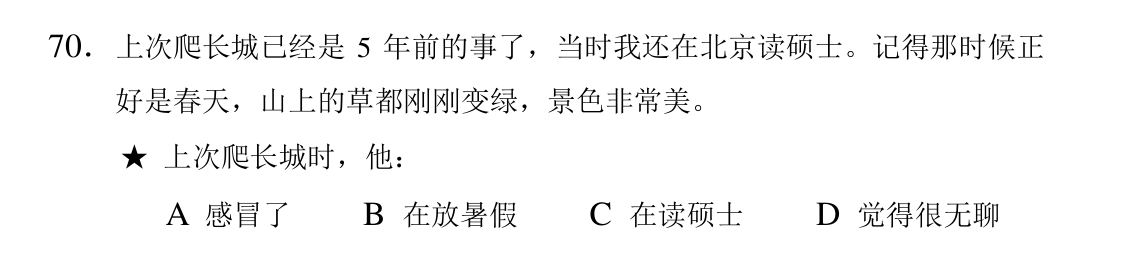 70. 上次爬长城已经是 5 年前的事了，当时我还在北京读硕士。记得那时候正
好是春天，山上的草都刚刚变绿，景色非常美。
★ 上次爬长城时，他：
A 感冒了 B 在放暑假 C 在读硕士 D 觉得很无聊